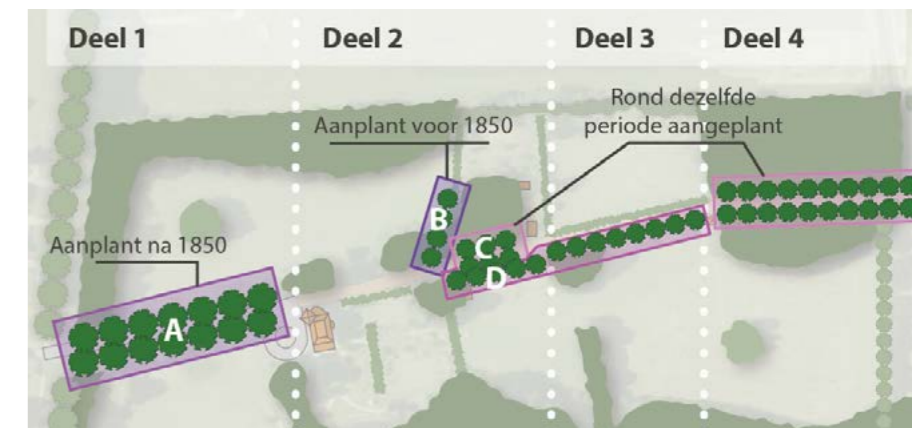 Deel 1
Deel 2
Deel 3
Deel 4
Rond dezelfde
periode aangeplant
Aanplant voor 1850
B
Aanplant na 1850
C
D
A